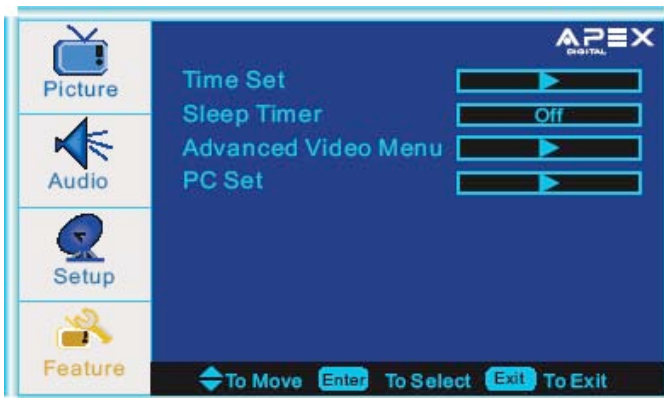 APEX
DIGITAL
Picture
Audio
Setup
Feature
Time Set
Sleep Timer Off
Advanced Video Menu
PC Set
To Move Enter To Select Exit To Exit